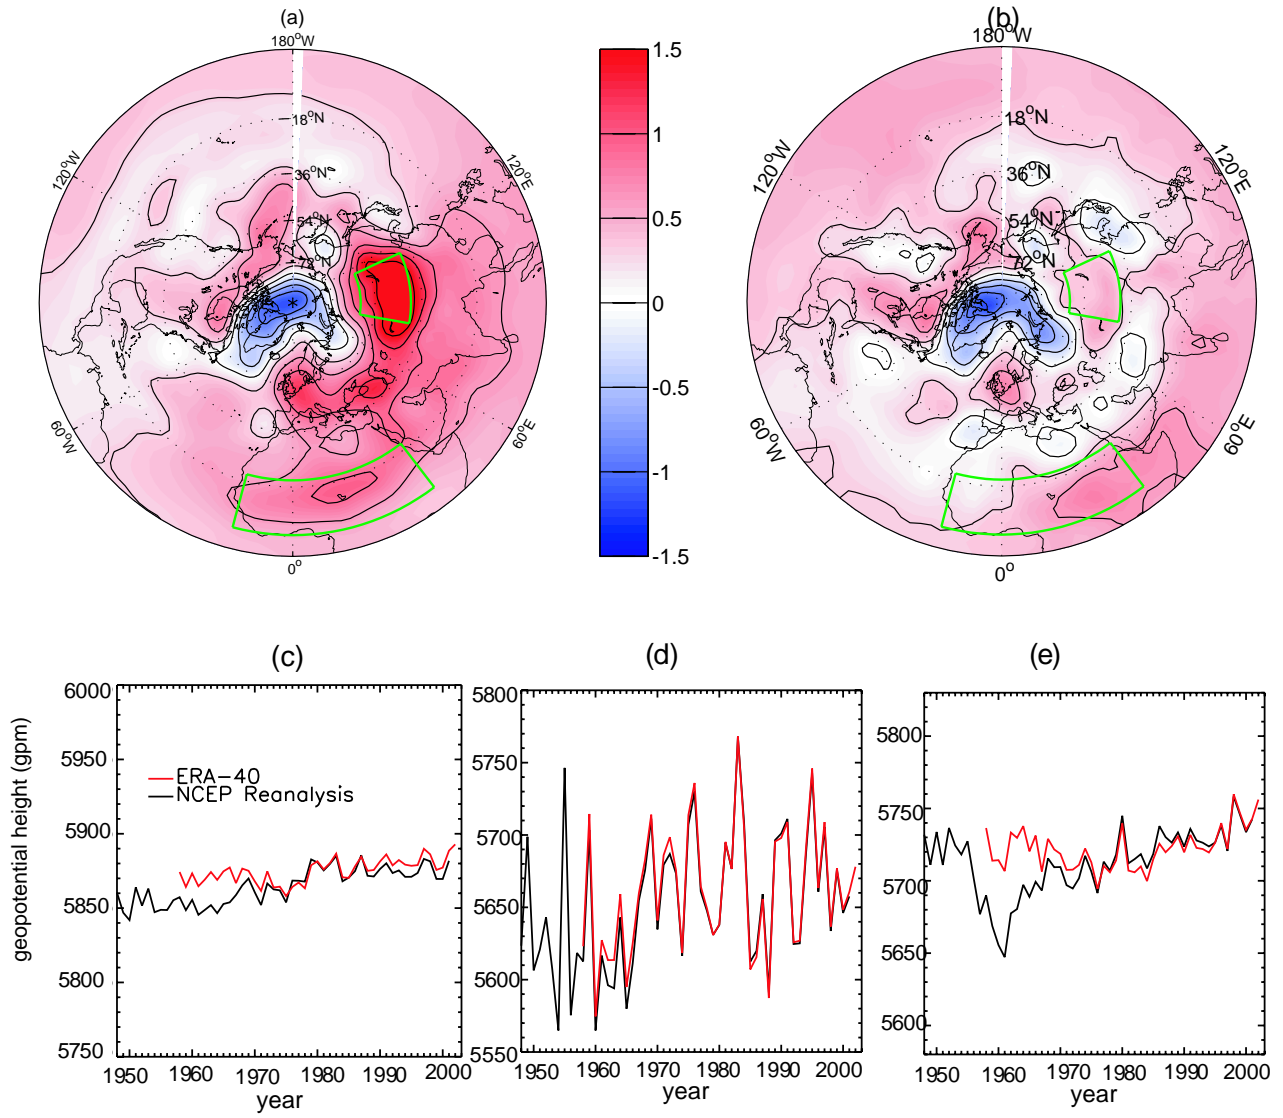 (a)
(b)
180°W
180°W
1.5
18°N
18°N
1
120°W
120°E
120°W
120°E
36°N
36°N
0.5
54°N
54°N
72°N
72°N
0
-0.5
60°W
60°E
60°W
60°E
-1
-1.5
0°
0°
(c)
(d)
(e)
geopotential height (gpm)
6000
5950
5900
5850
5800
5750
ERA-40
NCEP Reanalysis
1950 1960 1970 1980 1990 2000
year
5800
5750
5700
5650
5600
5550
1950 1960 1970 1980 1990 2000
year
5800
5750
5700
5650
5600
1950 1960 1970 1980 1990 2000
year